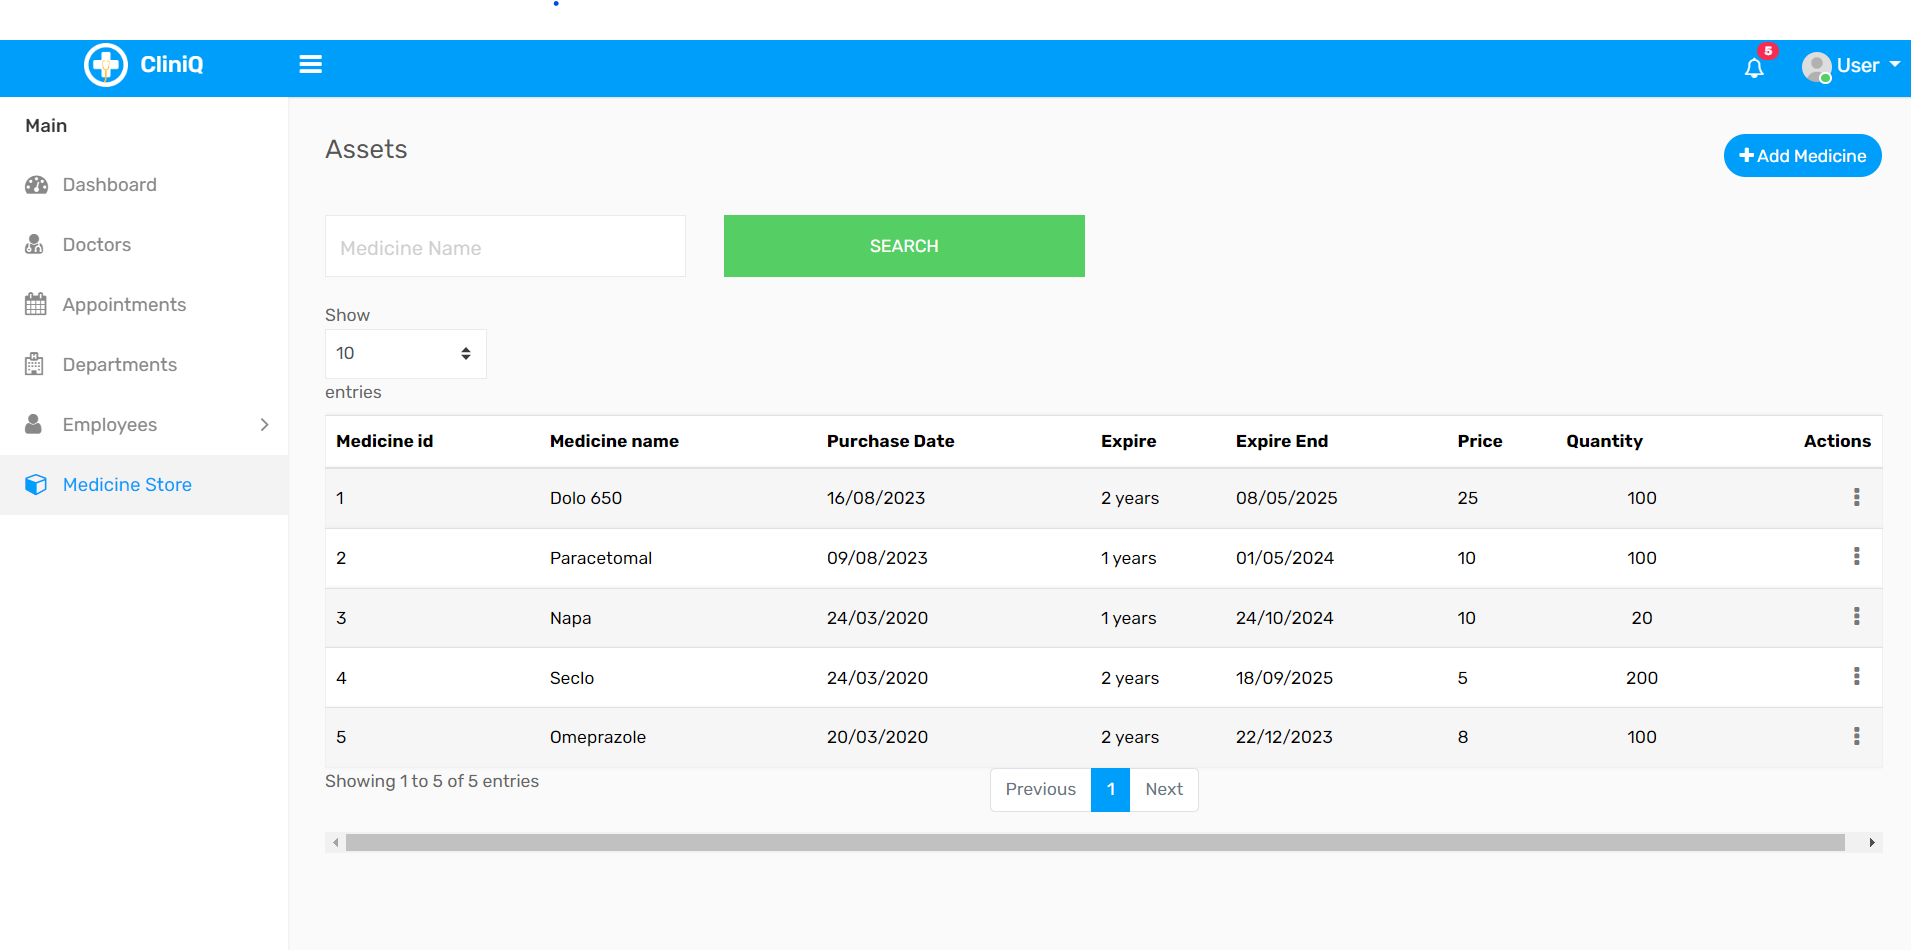 CliniQ
5
User
Main
Dashboard
Doctors
Appointments
Departments
Employees
Medicine Store
Assets
Add Medicine
Medicine Name
SEARCH
Show
10
entries
Medicine id Medicine name Purchase Date Expire Expire End Price Quantity Actions
1 Dolo 650 16/08/2023 2 years 08/05/2025 25 100
2 Paracetomal 09/08/2023 1 years 01/05/2024 10 100
3 Napa 24/03/2020 1 years 24/10/2024 10 20
4 Seclo 24/03/2020 2 years 18/09/2025 5 200
5 Omeprazole 20/03/2020 2 years 22/12/2023 8 100
Showing 1 to 5 of 5 entries
Previous 1 Next